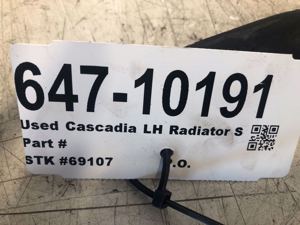 647-10191
Used Cascadia LH Radiator S
Part #
STK #69107 .o.